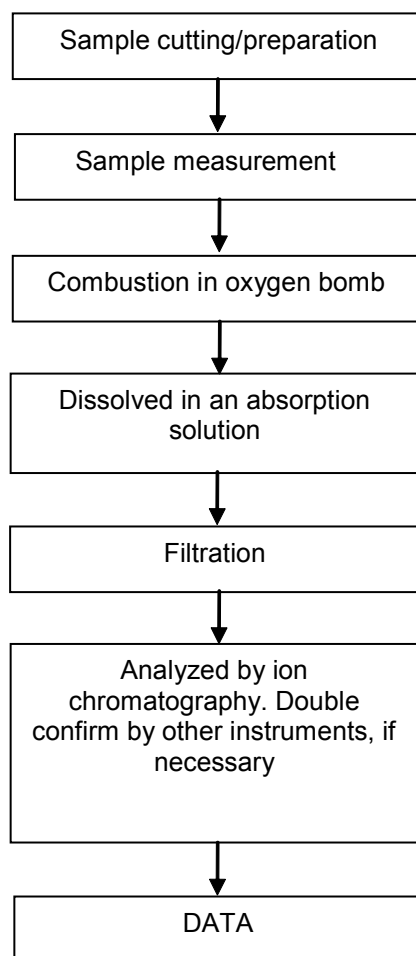 Sample cutting/preparation
Sample measurement
Combustion in oxygen bomb
Dissolved in an absorption
solution
Filtration
Analyzed by ion
chromatography. Double
confirm by other instruments, if
necessary
DATA